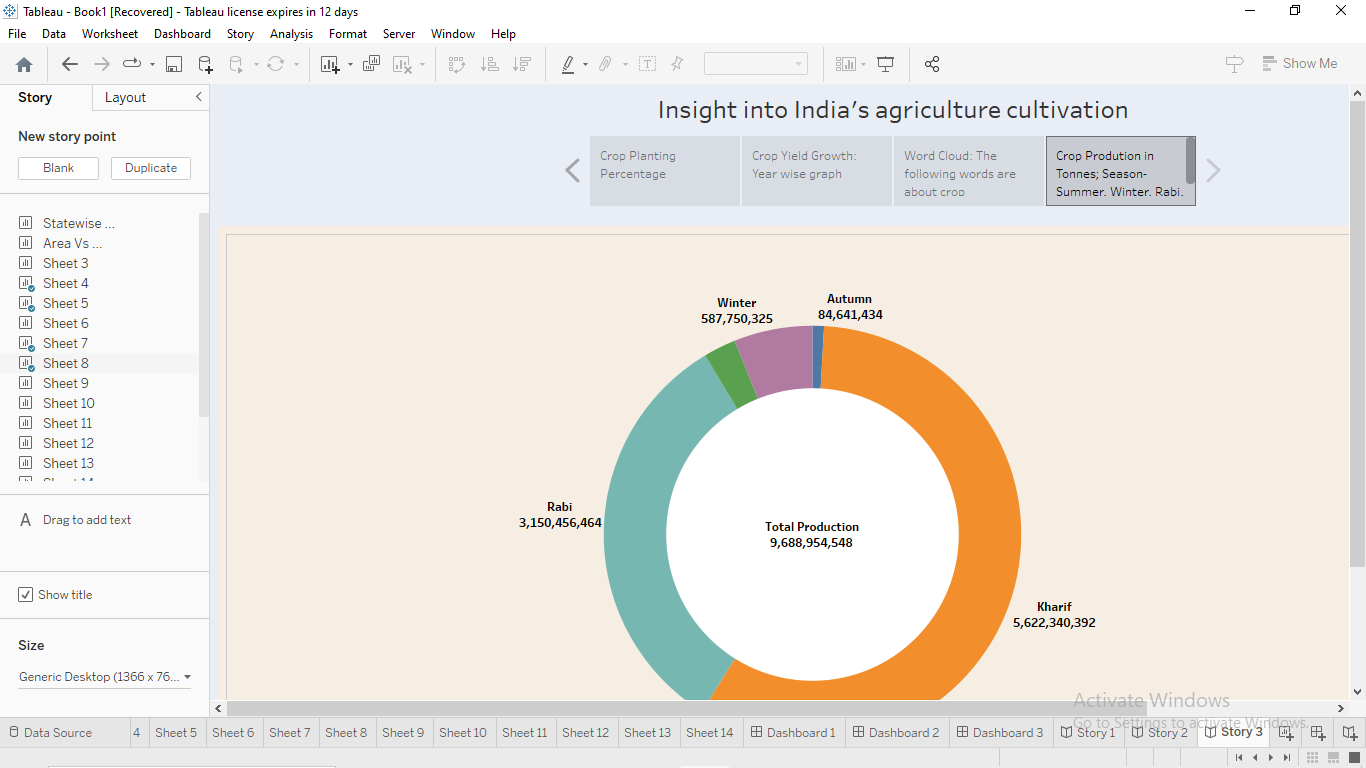 Tableau - Book1 [Recovered] - Tableau license expires in 12 days
File Data Worksheet Dashboard Story Analysis Format Server Window Help
Show Me
Story Layout
New story point
Blank Duplicate
Statewise ...
Area Vs ...
Sheet 3
Sheet 4
Sheet 5
Sheet 6
Sheet 7
Sheet 8
Sheet 9
Sheet 10
Sheet 11
Sheet 12
Sheet 13
A Drag to add text
Show title
Size
Generic Desktop (1366 x 76...
Insight into India's agriculture cultivation
Crop Planting
Percentage
Crop Yield Growth:
Year wise graph
Word Cloud: The
following words are
about crop
Crop Prodution in
Tonnes; Season-
Summer, Winter, Rabi,
Winter
587,750,325
Autumn
84,641,434
Rabi
3,150,456,464
Total Production
9,688,954,548
Kharif
5,622,340,392
Activate Windows
Go to Settings to activate Windows.
Data Source 4 Sheet 5 Sheet 6 Sheet 7 Sheet 8 Sheet 9 Sheet 10 Sheet 11 Sheet 12 Sheet 13 Sheet 14 Dashboard 1 Dashboard 2 Dashboard 3 Story 1 Story 2 Story 3